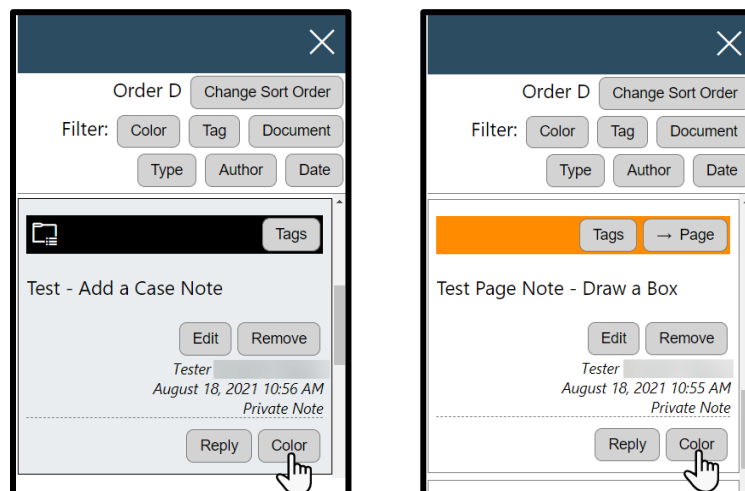 Order D Change Sort Order
Filter: Color Tag Document
Type Author Date
Tags
Test - Add a Case Note
Edit Remove
Tester
August 18, 2021 10:56 AM
Private Note
Reply Color
Order D Change Sort Order
Filter: Color Tag Document
Type Author Date
Tags → Page
Test Page Note - Draw a Box
Edit Remove
Tester
August 18, 2021 10:55 AM
Private Note
Reply Color